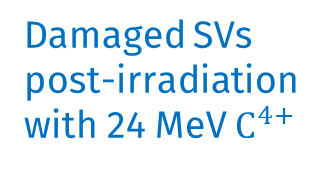 Damaged SVs
post-irradiation
with 24 MeV C⁴⁺